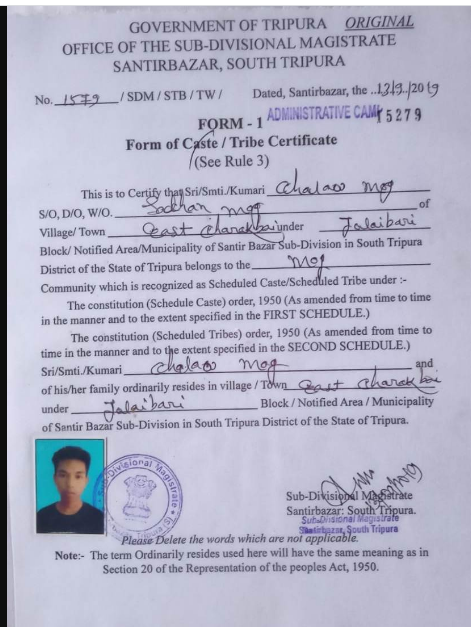 GOVERNMENT OF TRIPURA ORIGINAL
OFFICE OF THE SUB-DIVISIONAL MAGISTRATE
SANTIRBAZAR, SOUTH TRIPURA
No. 1579 / SDM / STB / TW / Dated, Santirbazar, the ..13/3../2019
ADMINISTRATIVE CAMP 5279
FORM - 1
Form of Caste / Tribe Certificate
(See Rule 3)
This is to Certify that Sri/Smti./Kumari Chalaoo Mog
S/O, D/O, W/O. Sadhan Mog of
Village/ Town East Charakbai under Jolaibari
Block/ Notified Area/Municipality of Santir Bazar Sub-Division in South Tripura
District of the State of Tripura belongs to the Mog
Community which is recognized as Scheduled Caste/Scheduled Tribe under :-
The constitution (Schedule Caste) order, 1950 (As amended from time to time
in the manner and to the extent specified in the FIRST SCHEDULE.)
The constitution (Scheduled Tribes) order, 1950 (As amended from time to
time in the manner and to the extent specified in the SECOND SCHEDULE.)
Sri/Smti./Kumari Chalaoo Mog and
of his/her family ordinarily resides in village / Town East Charakbai
under Jolaibari Block / Notified Area / Municipality
of Santir Bazar Sub-Division in South Tripura District of the State of Tripura.
Sub-Divisional Magistrate
Sub-Divisional Magistrate
Santirbazar: South Tripura.
Sub-Divisional Magistrate
Santirbazar, South Tripura
Please Delete the words which are not applicable.
Note:- The term Ordinarily resides used here will have the same meaning as in
Section 20 of the Representation of the peoples Act, 1950.